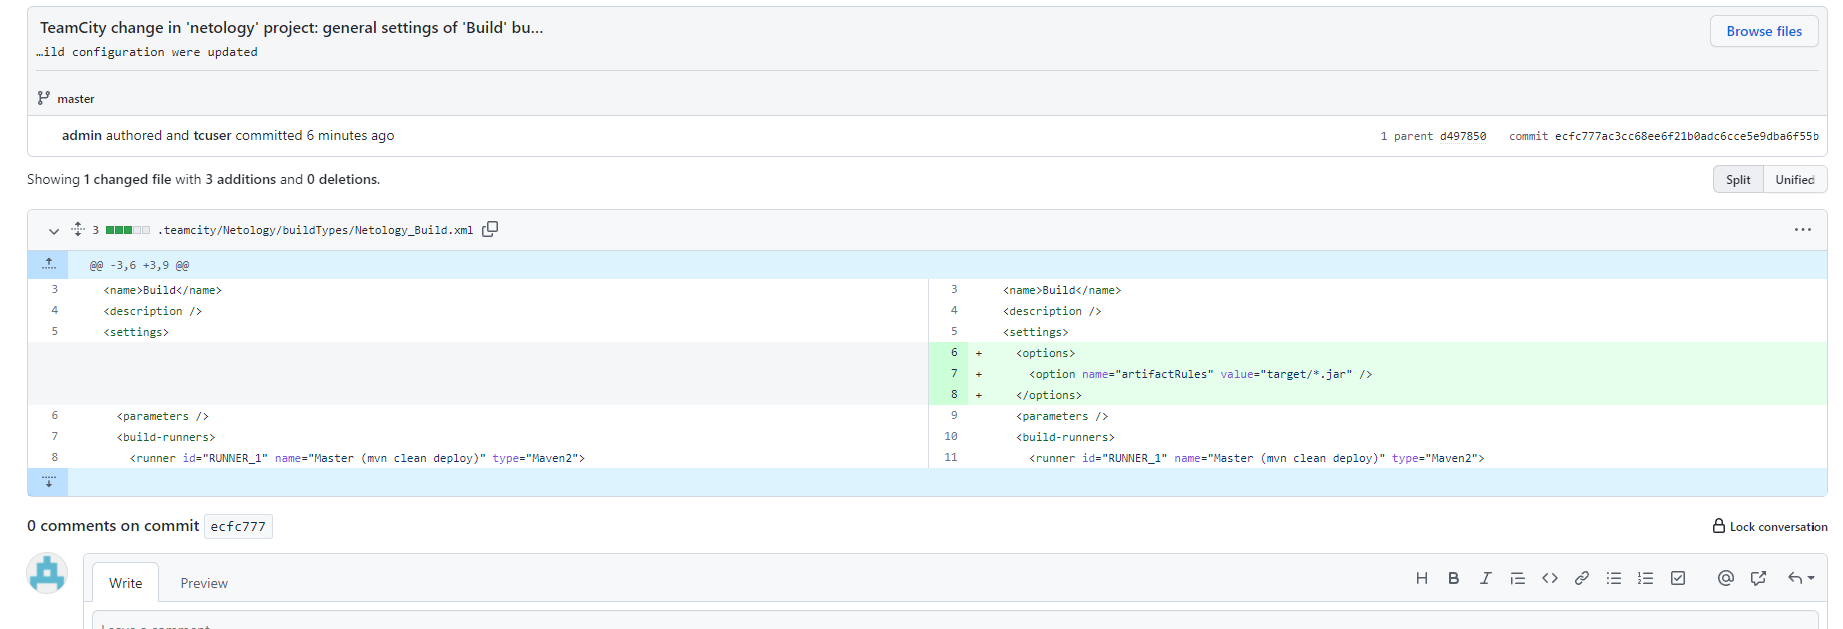 TeamCity change in 'netology' project: general settings of 'Build' bu...
Browse files
...ild configuration were updated
master
admin authored and tcuser committed 6 minutes ago
1 parent d497850 commit ecfc777ac3cc68ee6f21b0adc6cce5e9dba6f55b
Showing 1 changed file with 3 additions and 0 deletions.
Split Unified
3 .teamcity/Netology/buildTypes/Netology_Build.xml
@@ -3,6 +3,9 @@
3 <name>Build</name> 3 <name>Build</name>
4 <description /> 4 <description />
5 <settings> 5 <settings>
6 + <options>
7 + <option name="artifactRules" value="target/*.jar" />
8 + </options>
6 <parameters /> 9 <parameters />
7 <build-runners> 10 <build-runners>
8 <runner id="RUNNER_1" name="Master (mvn clean deploy)" type="Maven2"> 11 <runner id="RUNNER_1" name="Master (mvn clean deploy)" type="Maven2">
0 comments on commit ecfc777
Lock conversation
Write Preview
Leave a comment